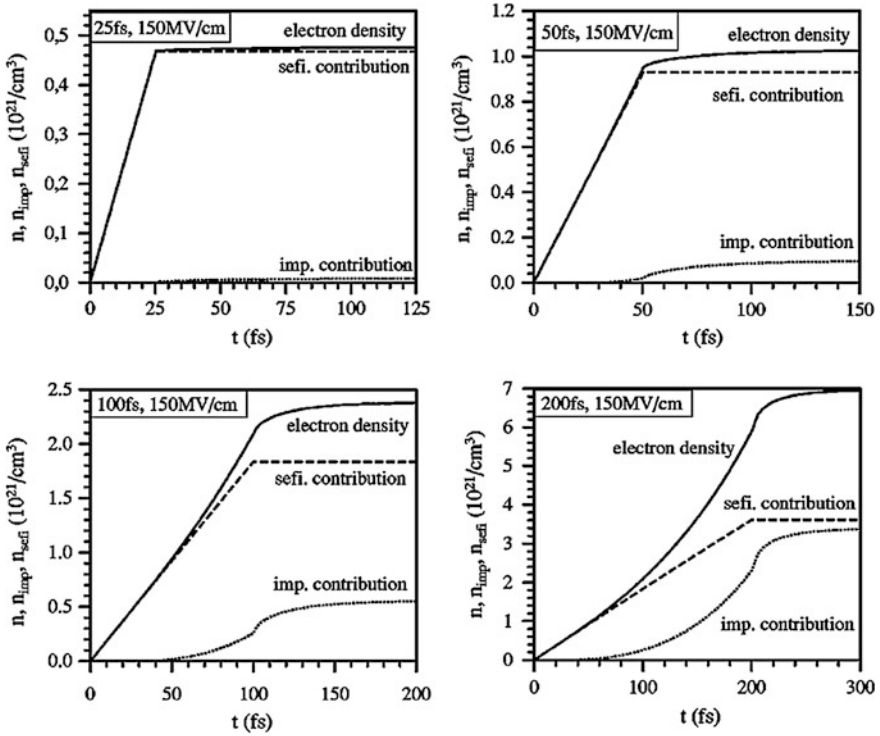 25fs, 150MV/cm
electron density
sefi. contribution
imp. contribution
n, n_imp, n_sefi (10^21/cm^3)
0,5
0,4
0,3
0,2
0,1
0,0
0 25 50 75 100 125
t (fs)
50fs, 150MV/cm
electron density
sefi. contribution
imp. contribution
n, n_imp, n_sefi (10^21/cm^3)
1.0
0.8
0.6
0.4
0.2
0.0
0 50 100 150
t (fs)
100fs, 150MV/cm
electron density
sefi. contribution
imp. contribution
n, n_imp, n_sefi (10^21/cm^3)
2.5
2.0
1.5
1.0
0.5
0.0
0 50 100 150 200
t (fs)
200fs, 150MV/cm
electron density
sefi. contribution
imp. contribution
n, n_imp, n_sefi (10^21/cm^3)
7
6
5
4
3
2
1
0
0 100 200 300
t (fs)